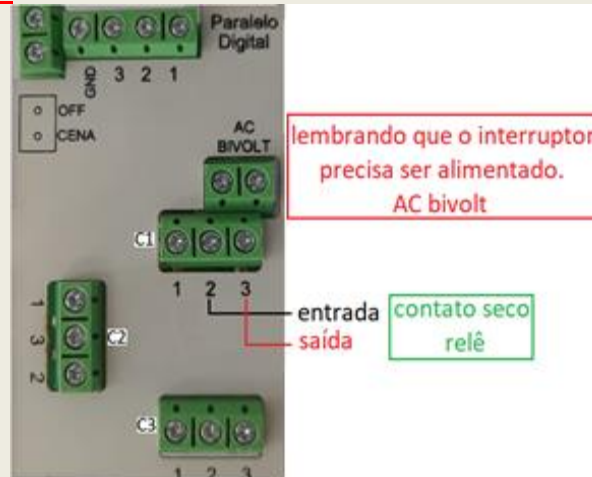 Paralelo
Digital
GND 3 2 1
OFF
CENA
AC
BIVOLT
lembrando que o interruptor
precisa ser alimentado.
AC bivolt
C1
1 2 3
entrada
saída
contato seco
relê
1
3
2
C2
C3
1 2 3